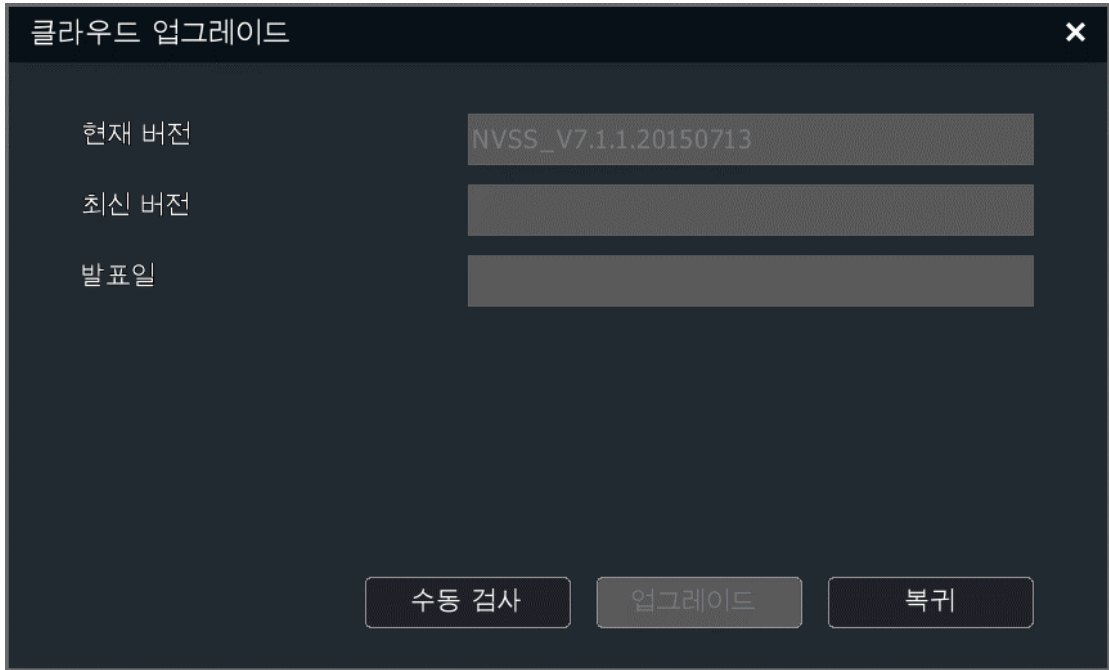 클라우드 업그레이드
현재 버전 NVSS_V7.1.1.20150713
최신 버전
발표일
수동 검사 업그레이드 복귀